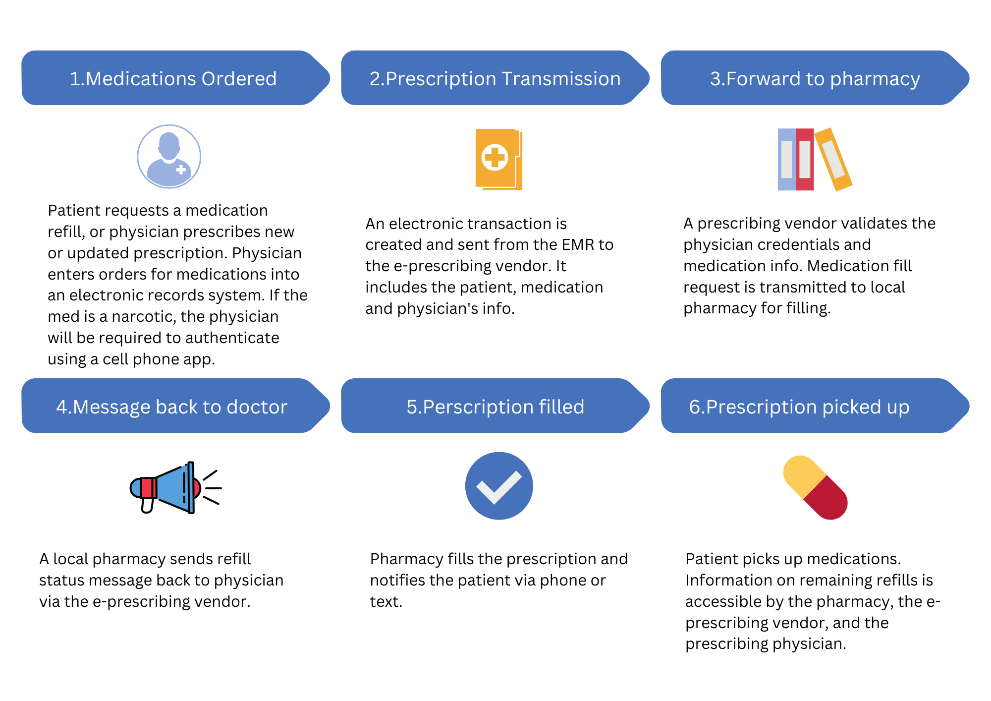 1.Medications Ordered
Patient requests a medication
refill, or physician prescribes new
or updated prescription. Physician
enters orders for medications into
an electronic records system. If the
med is a narcotic, the physician
will be required to authenticate
using a cell phone app.
2.Prescription Transmission
An electronic transaction is
created and sent from the EMR to
the e-prescribing vendor. It
includes the patient, medication
and physician's info.
3.Forward to pharmacy
A prescribing vendor validates the
physician credentials and
medication info. Medication fill
request is transmitted to local
pharmacy for filling.
4.Message back to doctor
A local pharmacy sends refill
status message back to physician
via the e-prescribing vendor.
5.Perscription filled
Pharmacy fills the prescription and
notifies the patient via phone or
text.
6.Prescription picked up
Patient picks up medications.
Information on remaining refills is
accessible by the pharmacy, the e-
prescribing vendor, and the
prescribing physician.